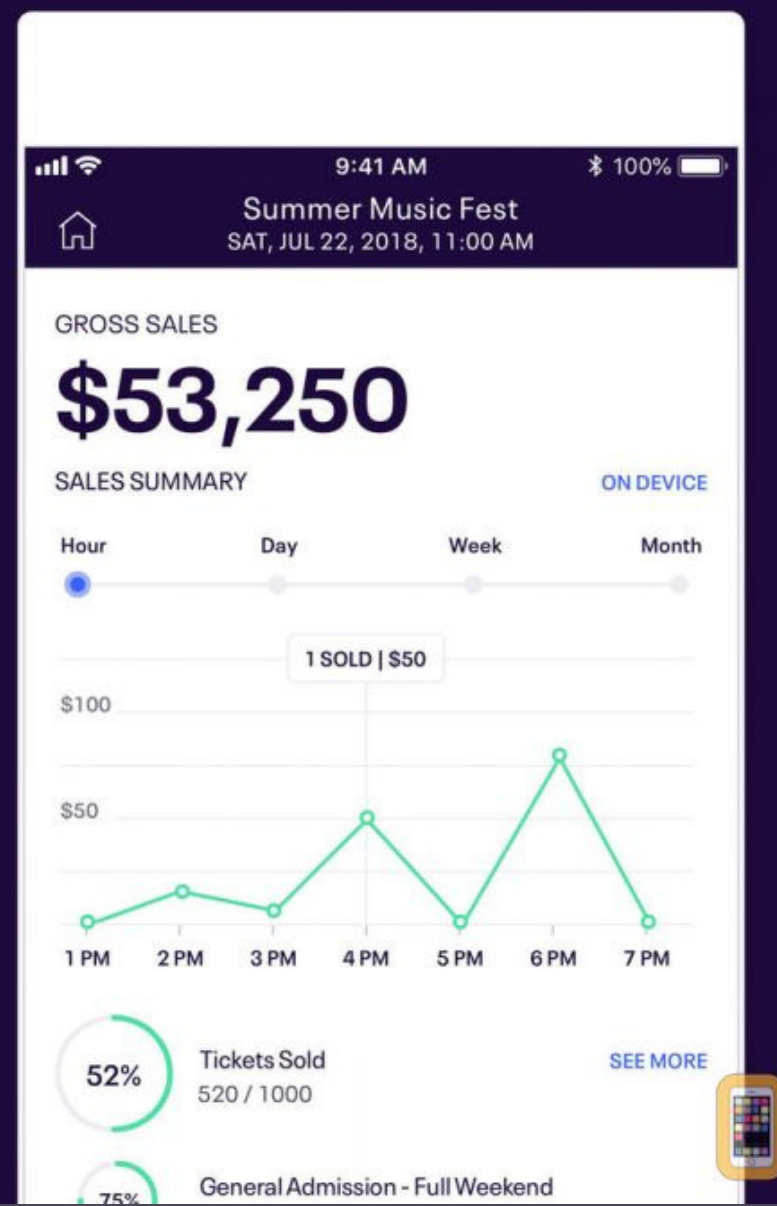 9:41 AM 100%
Summer Music Fest
SAT, JUL 22, 2018, 11:00 AM
GROSS SALES
$53,250
SALES SUMMARY ON DEVICE
Hour Day Week Month
1 SOLD | $50
$100
$50
1 PM 2 PM 3 PM 4 PM 5 PM 6 PM 7 PM
52%
Tickets Sold SEE MORE
520 / 1000
General Admission - Full Weekend
75%